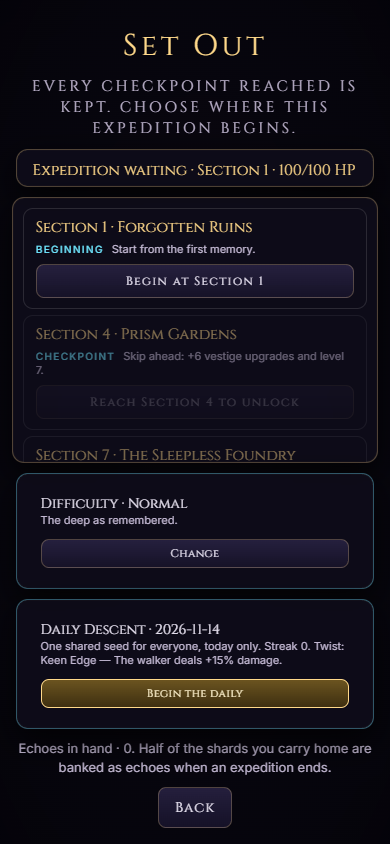 Set Out
EVERY CHECKPOINT REACHED IS
KEPT. CHOOSE WHERE THIS
EXPEDITION BEGINS.
Expedition waiting · Section 1 · 100/100 HP
Section 1 · Forgotten Ruins
BEGINNING Start from the first memory.
Begin at Section 1
Section 4 · Prism Gardens
CHECKPOINT Skip ahead: +6 vestige upgrades and level
7.
Reach Section 4 to unlock
Section 7 · The Sleepless Foundry
Difficulty · Normal
The deep as remembered.
Change
Daily Descent · 2026-11-14
One shared seed for everyone, today only. Streak 0. Twist:
Keen Edge — The walker deals +15% damage.
Begin the daily
Echoes in hand · 0. Half of the shards you carry home are
banked as echoes when an expedition ends.
Back